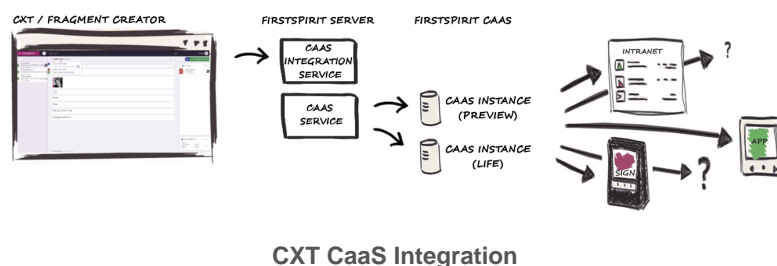 CXT / FRAGMENT CREATOR
FIRSTSPIRIT SERVER
FIRSTSPIRIT CAAS
CAAS
INTEGRATION
SERVICE
CAAS
SERVICE
CAAS INSTANCE
(PREVIEW)
CAAS INSTANCE
(LIFE)
INTRANET
?
APP
SIGN
?
CXT CaaS Integration